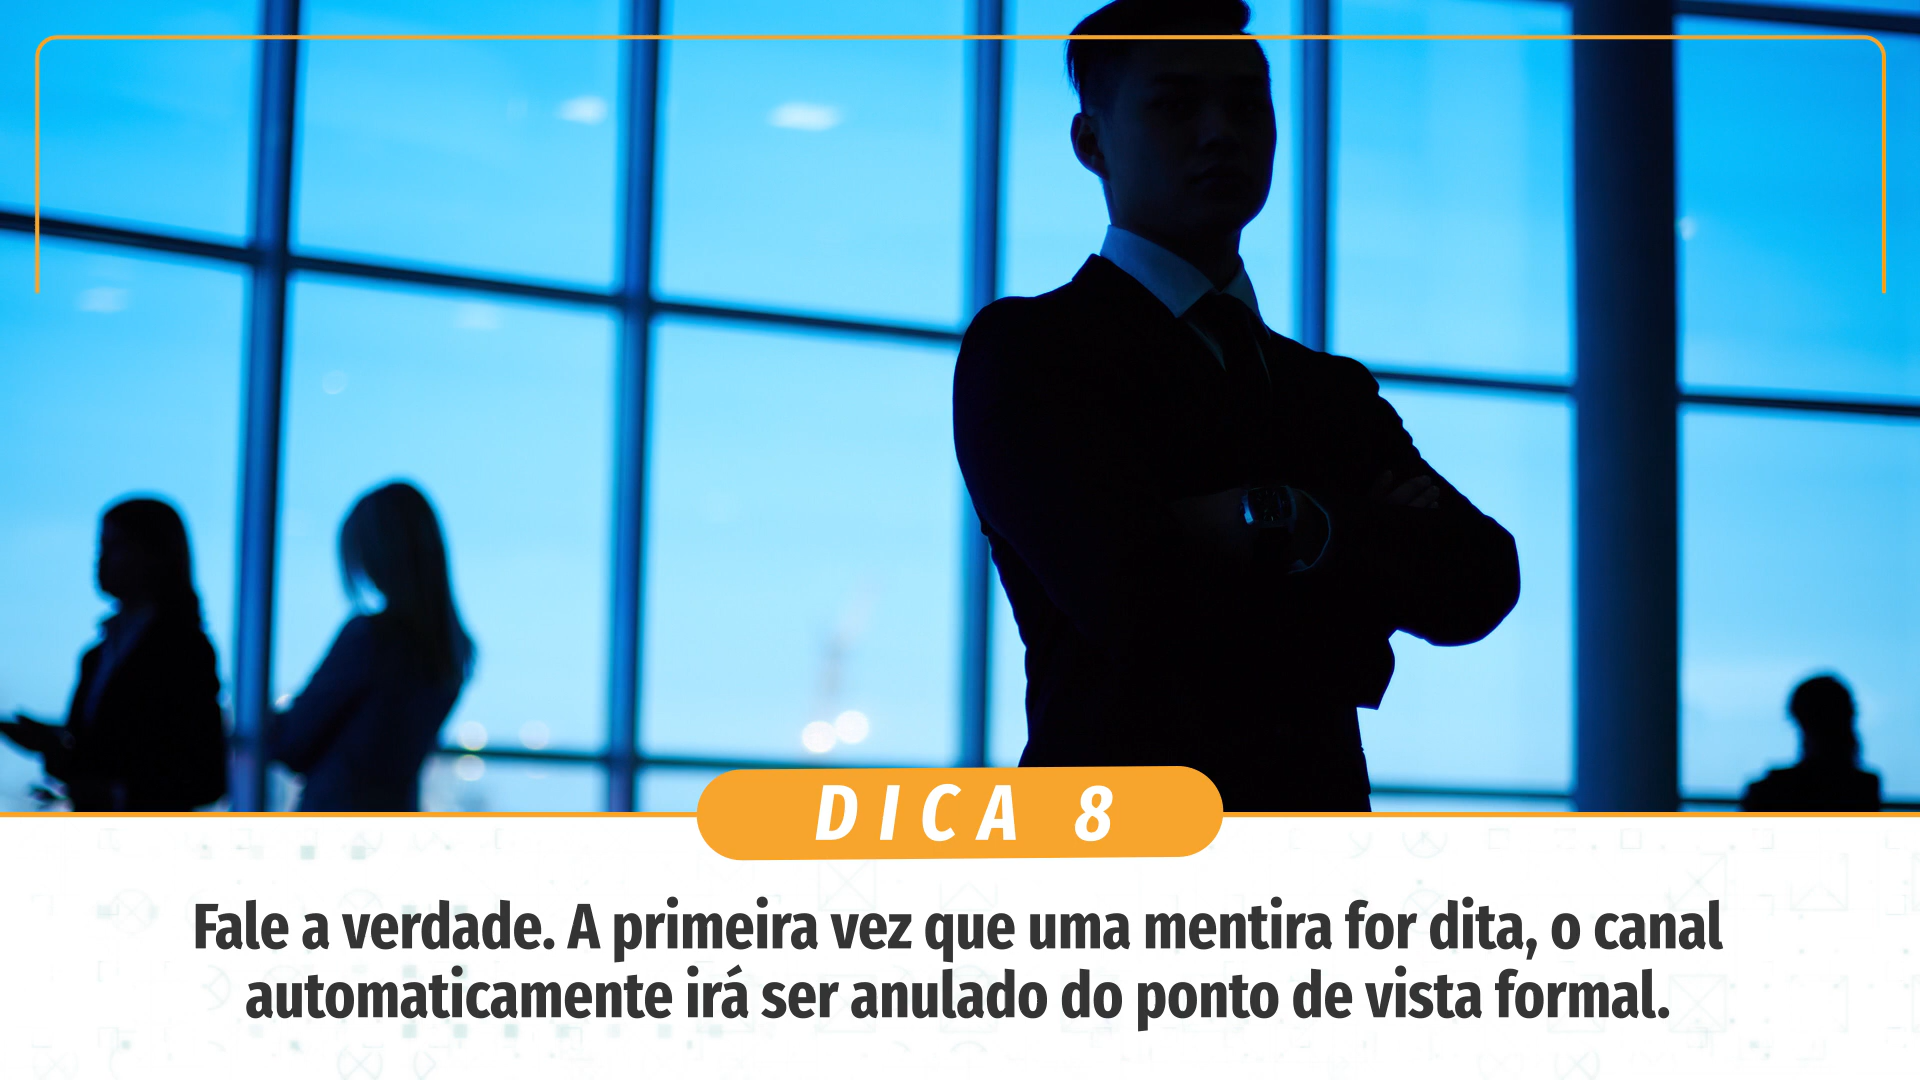 DICA 8
Fale a verdade. A primeira vez que uma mentira for dita, o canal
automaticamente irá ser anulado do ponto de vista formal.